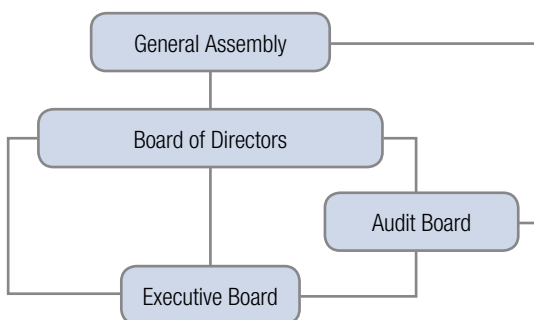 General Assembly
Board of Directors
Audit Board
Executive Board